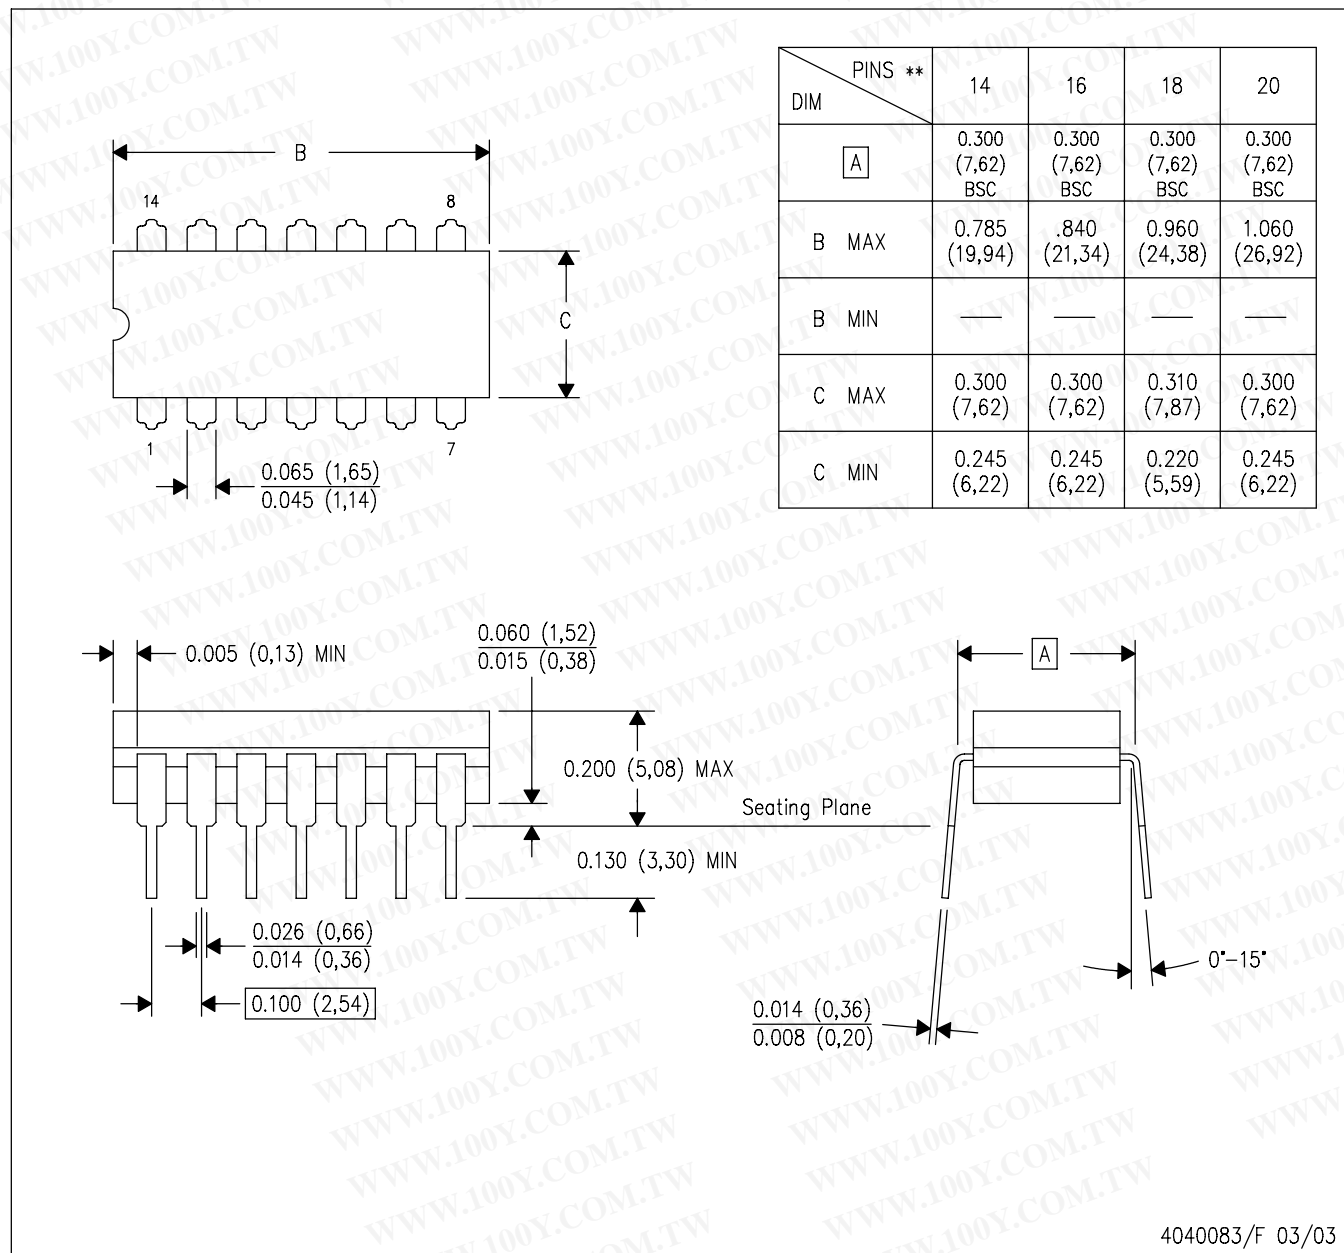 PINS **
DIM
14 16 18 20
A
0.300 0.300 0.300 0.300
(7,62) (7,62) (7,62) (7,62)
BSC BSC BSC BSC
B MAX
0.785 .840 0.960 1.060
(19,94) (21,34) (24,38) (26,92)
B MIN — — — —
C MAX
0.300 0.300 0.310 0.300
(7,62) (7,62) (7,87) (7,62)
C MIN
0.245 0.245 0.220 0.245
(6,22) (6,22) (5,59) (6,22)
B
14 8
C
1 7
0.065 (1,65)
0.045 (1,14)
0.005 (0,13) MIN
0.060 (1,52)
0.015 (0,38)
0.200 (5,08) MAX
Seating Plane
0.130 (3,30) MIN
0.026 (0,66)
0.014 (0,36)
0.100 (2,54)
A
0°–15°
0.014 (0,36)
0.008 (0,20)
4040083/F 03/03
WWW.100Y.COM.TW